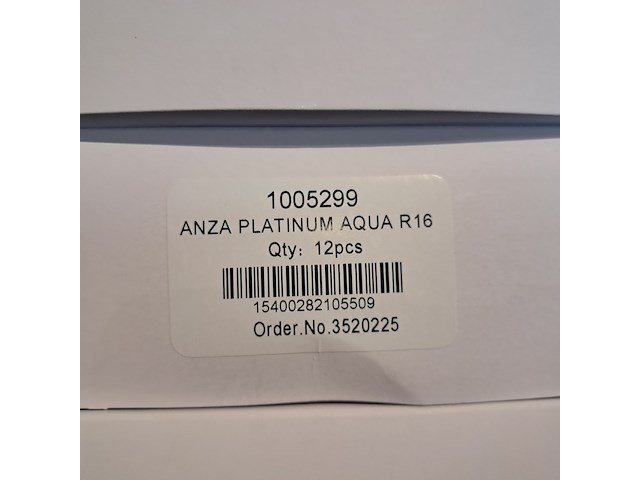 1005299
ANZA PLATINUM AQUA R16
Qty: 12pcs
15400282105509
Order.No.3520225